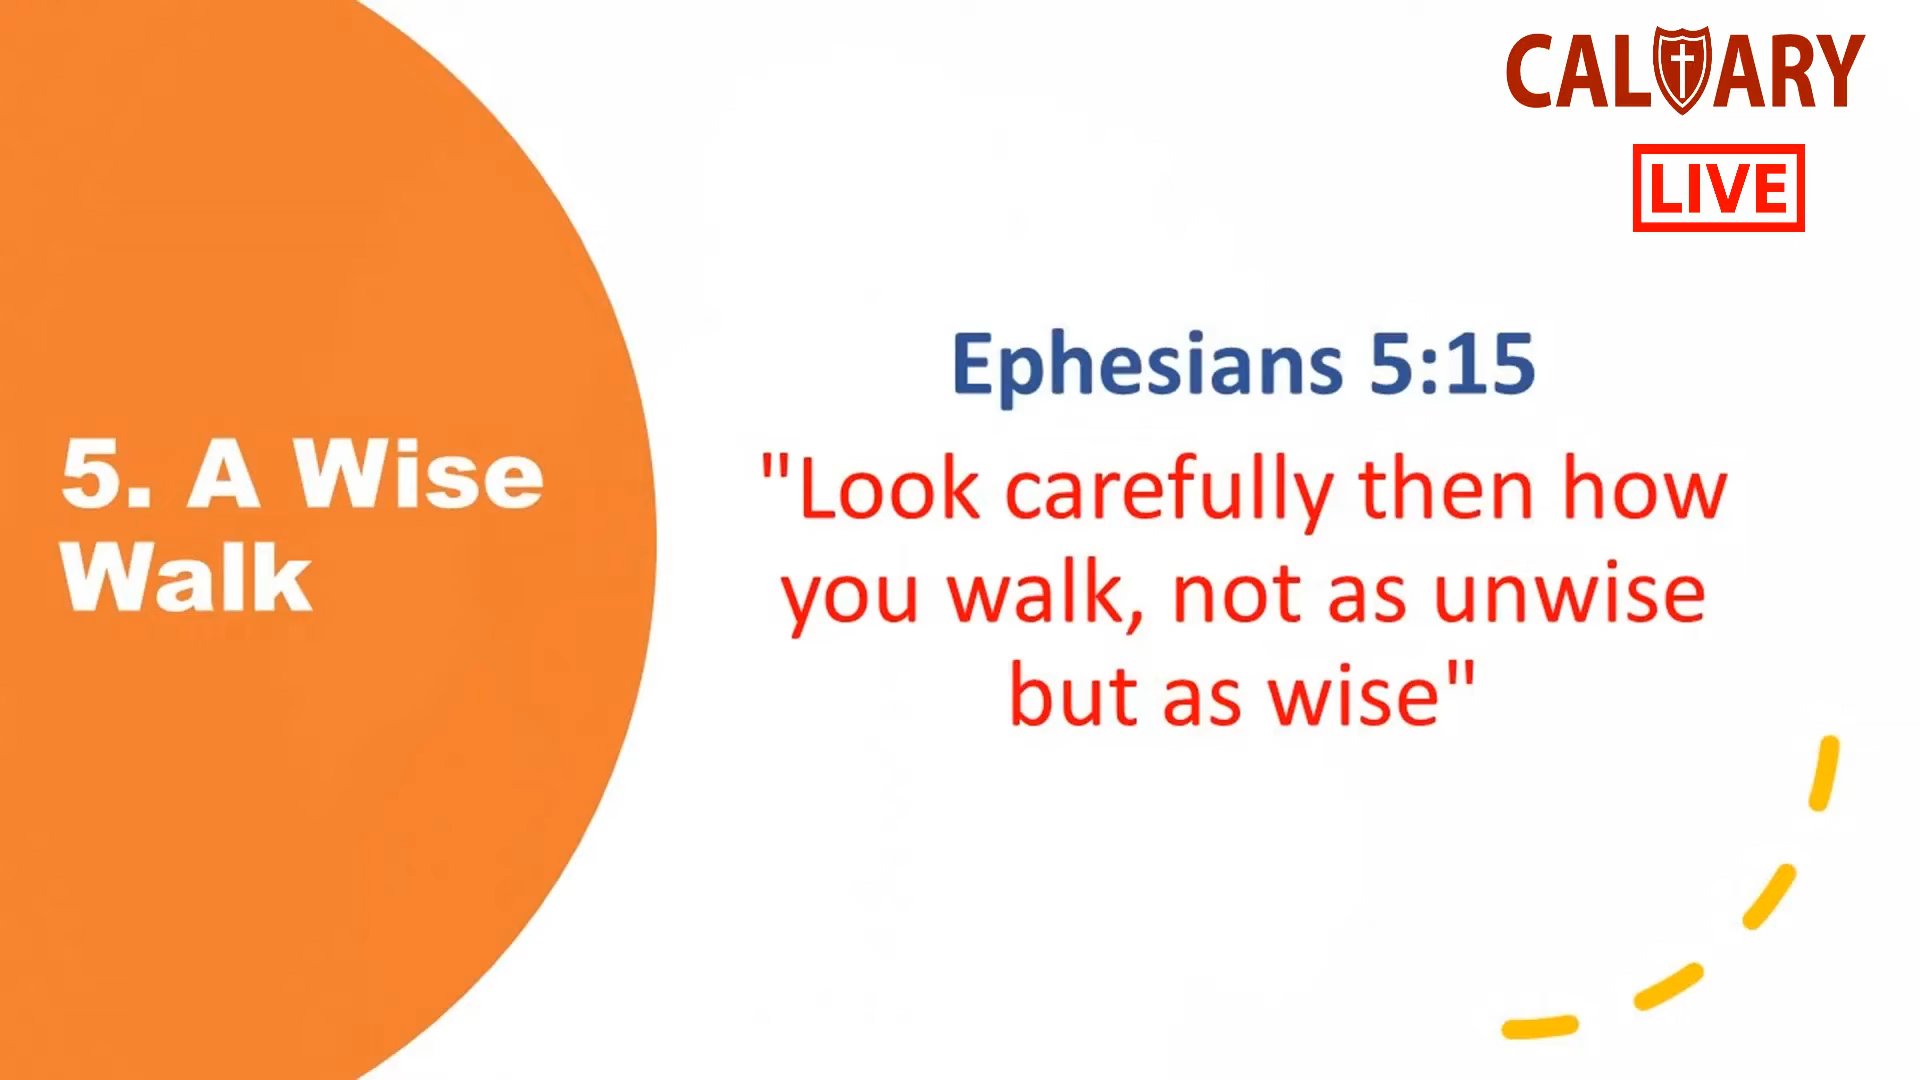 CALVARY
LIVE
5. A Wise
Walk
Ephesians 5:15
"Look carefully then how
you walk, not as unwise
but as wise"